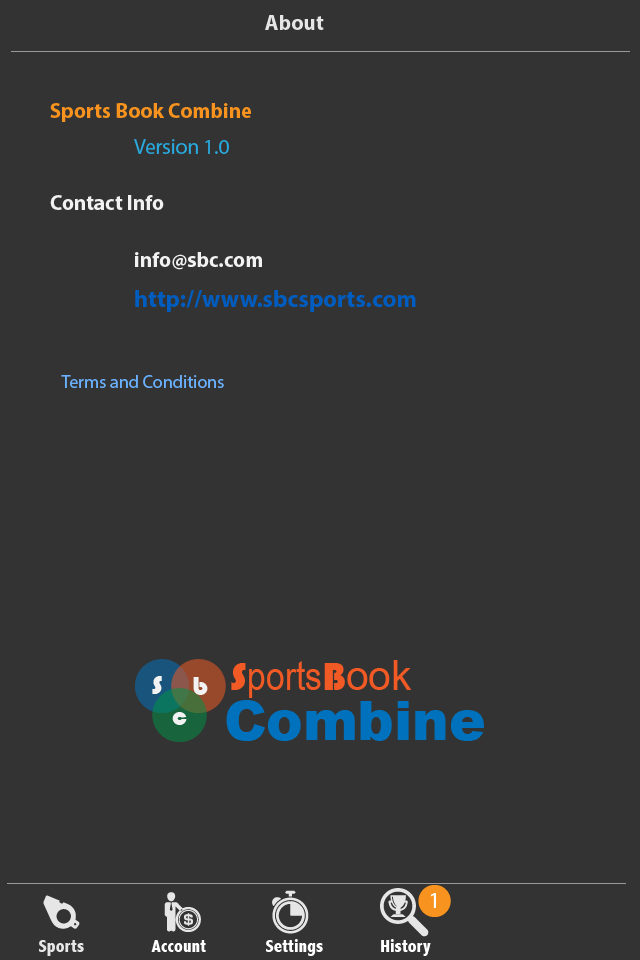 About
Sports Book Combine
Version 1.0
Contact Info
info@sbc.com
http://www.sbcsports.com
Terms and Conditions
S b c
SportsBook
Combine
1
Sports Account Settings History